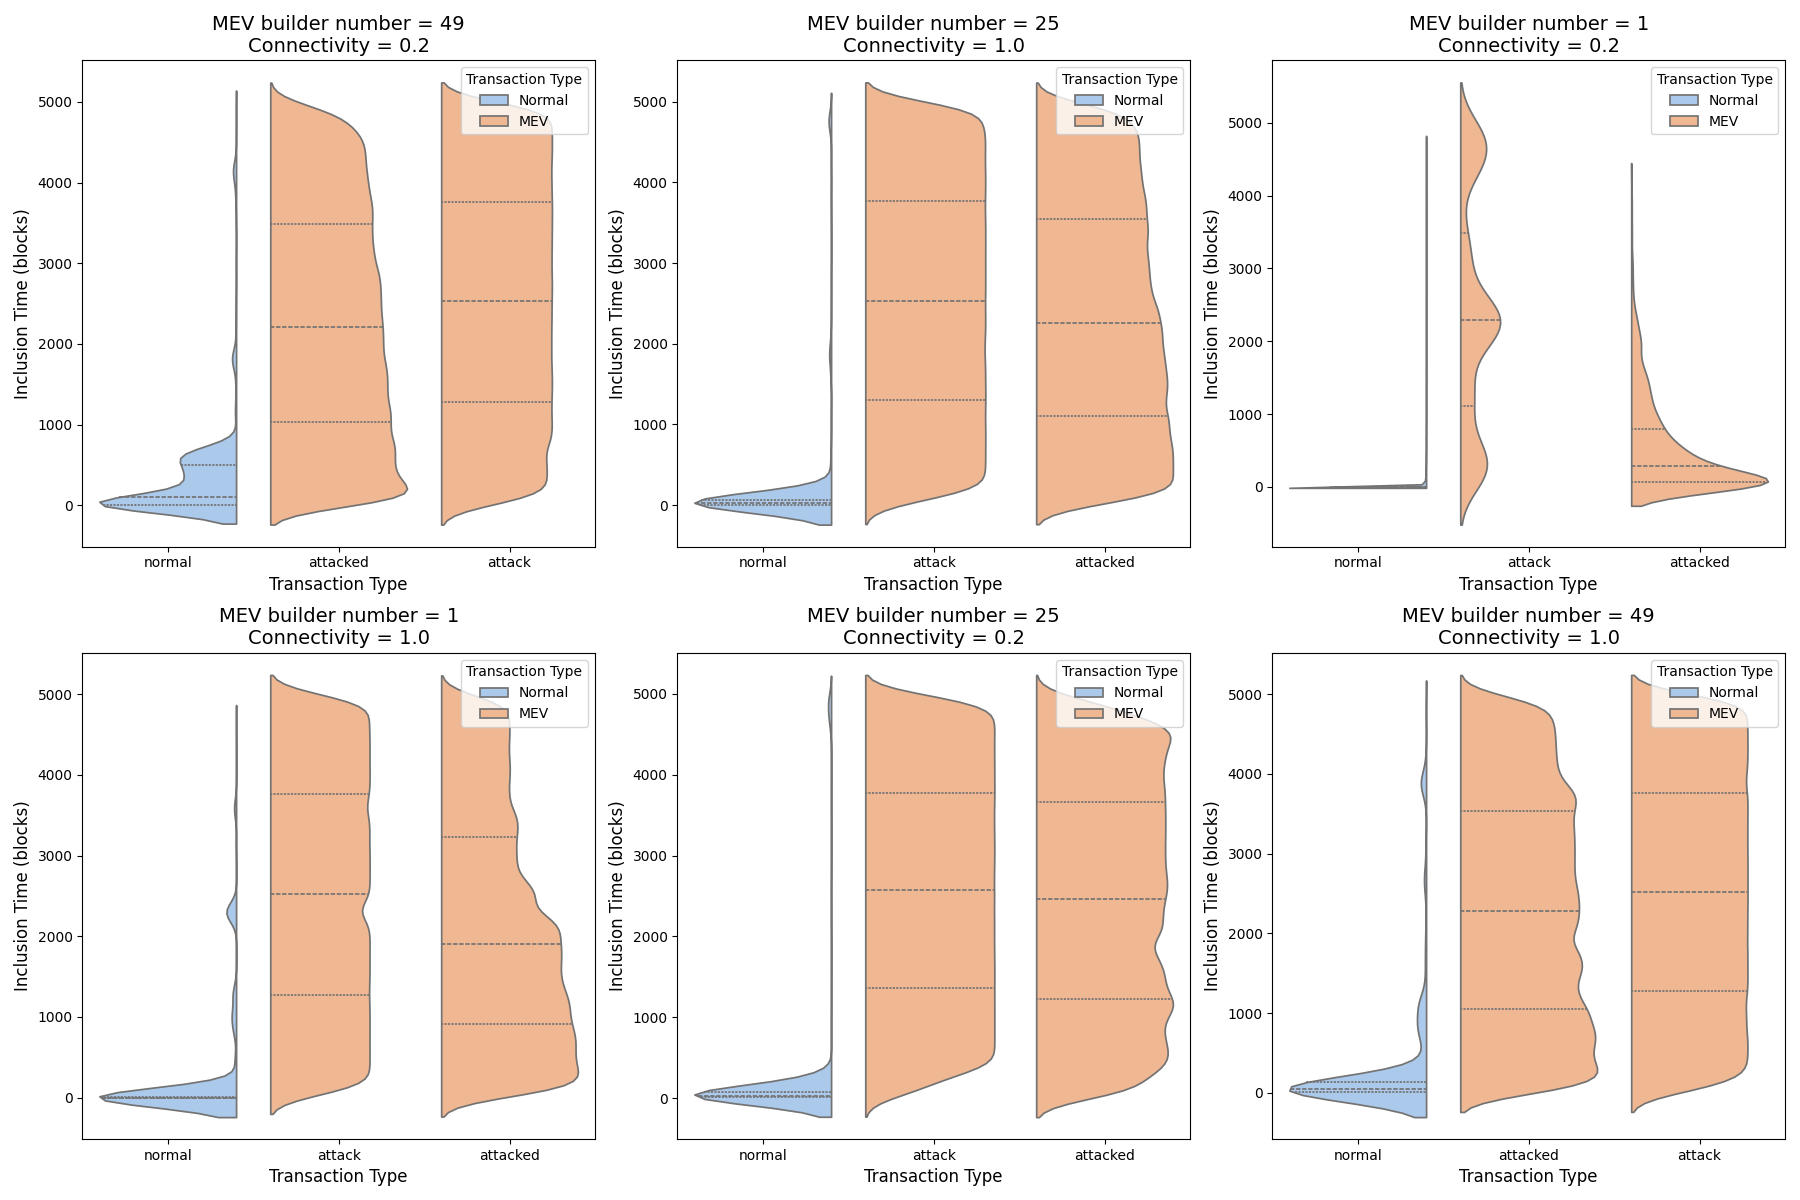 MEV builder number = 49
Connectivity = 0.2
Inclusion Time (blocks)
5000
4000
3000
2000
1000
0
Transaction Type
Normal
MEV
normal
attacked
attack
Transaction Type
MEV builder number = 25
Connectivity = 1.0
Inclusion Time (blocks)
5000
4000
3000
2000
1000
0
Transaction Type
Normal
MEV
normal
attack
attacked
Transaction Type
MEV builder number = 1
Connectivity = 0.2
Inclusion Time (blocks)
5000
4000
3000
2000
1000
0
Transaction Type
Normal
MEV
normal
attack
attacked
Transaction Type
MEV builder number = 1
Connectivity = 1.0
Inclusion Time (blocks)
5000
4000
3000
2000
1000
0
Transaction Type
Normal
MEV
normal
attack
attacked
Transaction Type
MEV builder number = 25
Connectivity = 0.2
Inclusion Time (blocks)
5000
4000
3000
2000
1000
0
Transaction Type
Normal
MEV
normal
attack
attacked
Transaction Type
MEV builder number = 49
Connectivity = 1.0
Inclusion Time (blocks)
5000
4000
3000
2000
1000
0
Transaction Type
Normal
MEV
normal
attacked
attack
Transaction Type